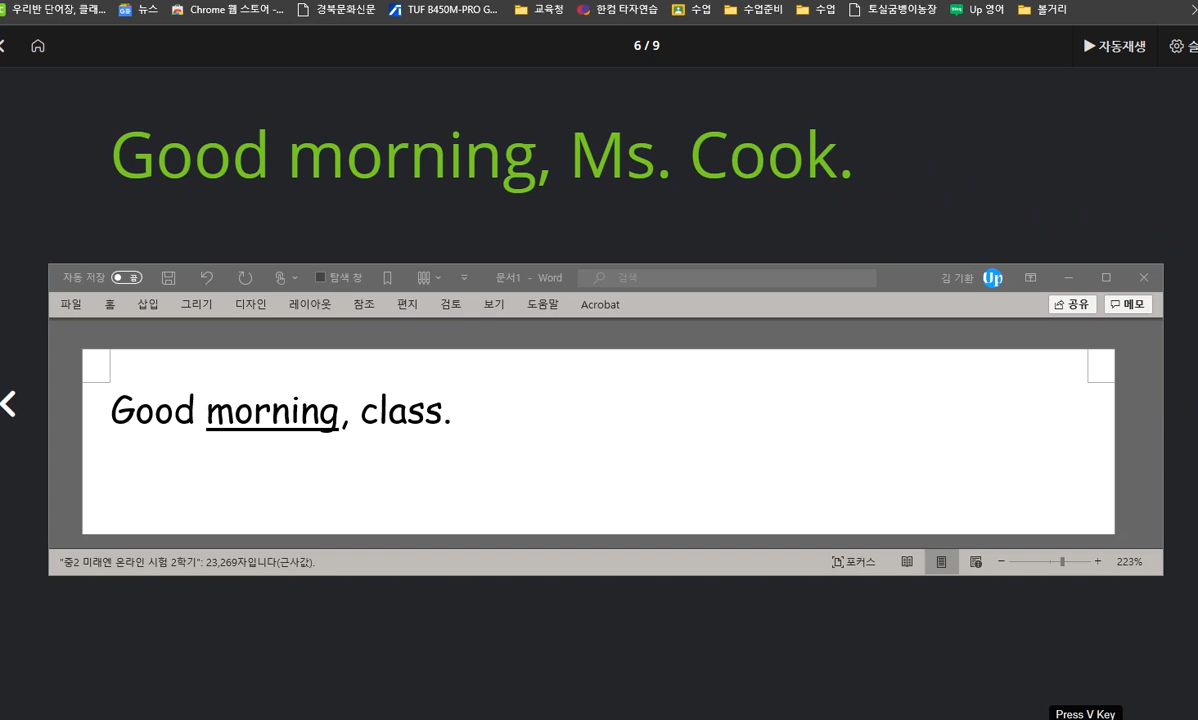 우리반 단어장, 클래... 뉴스 Chrome 웹 스토어 -... 경북문화신문 TUF B450M-PRO G... 교육청 한컴 타자연습 수업 수업준비 수업 토실굼벵이농장 Up 영어 볼거리
6 / 9 ▶ 자동재생 슬
Good morning, Ms. Cook.
자동 저장 끔 탐색 창 문서1 - Word 검색 김 기환 Up
파일 홈 삽입 그리기 디자인 레이아웃 참조 편지 검토 보기 도움말 Acrobat 공유 메모
Good morning, class.
"중2 미래엔 온라인 시험 2학기": 23,269자입니다(근사값). 포커스 − + 223%
Press V Key